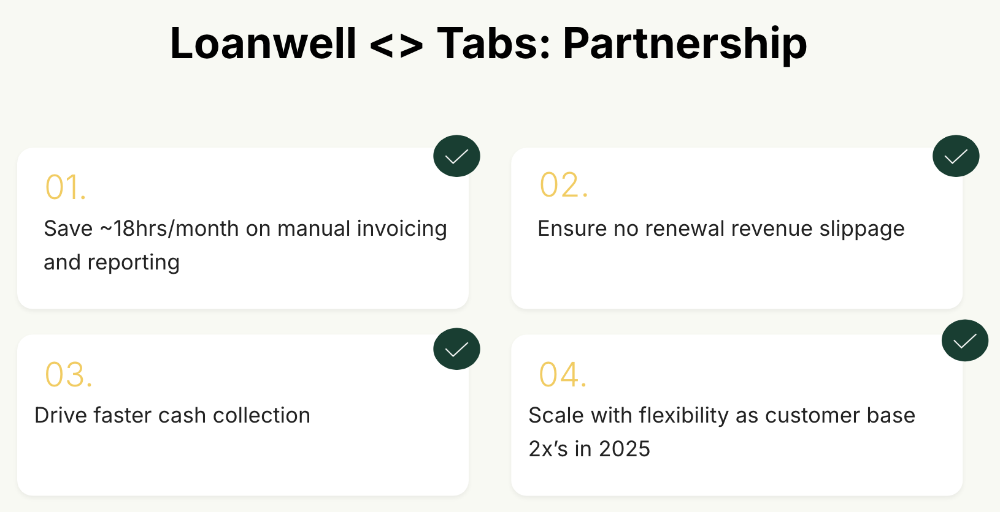 Loanwell <> Tabs: Partnership
01.
Save ~18hrs/month on manual invoicing
and reporting
02.
Ensure no renewal revenue slippage
03.
Drive faster cash collection
04.
Scale with flexibility as customer base
2x’s in 2025